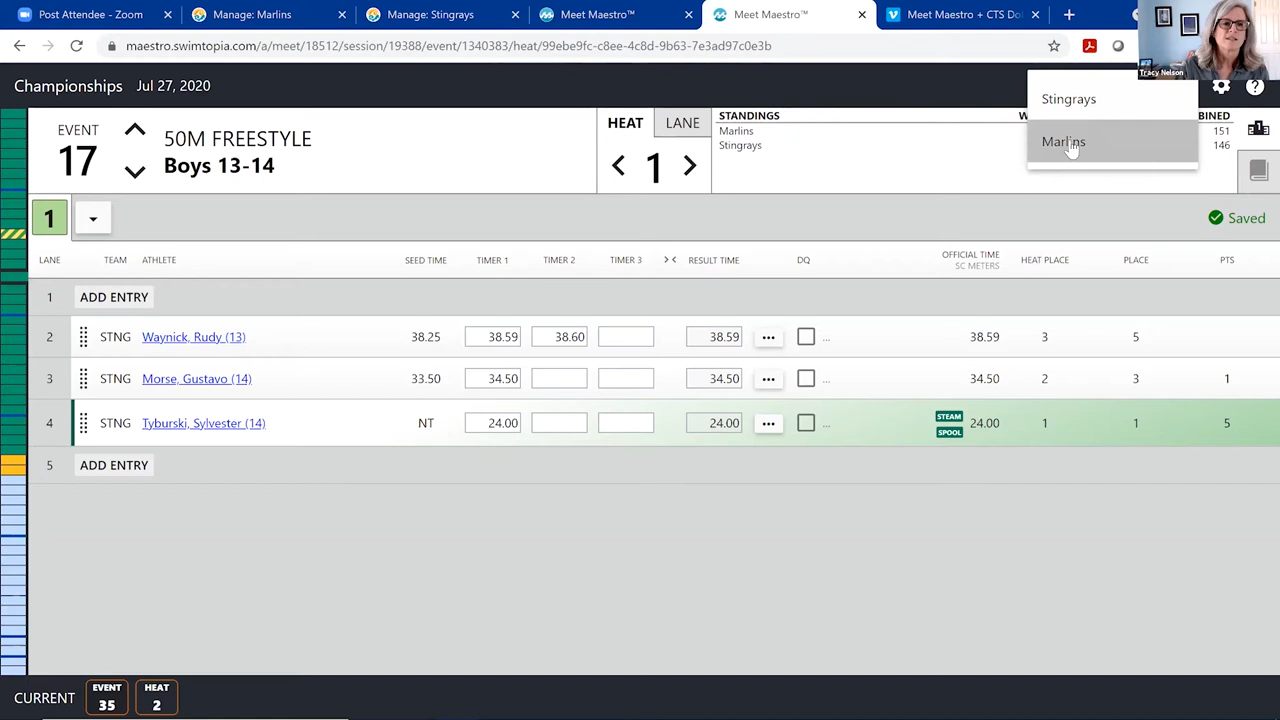 Post Attendee - Zoom
Manage: Marlins
Manage: Stingrays
Meet Maestro™
Meet Maestro™
Meet Maestro + CTS Dol
maestro.swimtopia.com/a/meet/18512/session/19388/event/1340383/heat/99ebe9fc-c8ee-4c8d-9b63-7e3ad97c0e3b
Tracy Nelson
Championships Jul 27, 2020
Stingrays
Marlins
EVENT
17
50M FREESTYLE
Boys 13-14
HEAT LANE
1
STANDINGS BINED
Marlins 151
Stingrays 146
1
Saved
LANE TEAM ATHLETE SEED TIME TIMER 1 TIMER 2 TIMER 3 RESULT TIME DQ OFFICIAL TIME SC METERS HEAT PLACE PLACE PTS
1 ADD ENTRY
2 STNG Waynick, Rudy (13) 38.25 38.59 38.60 38.59 ... 38.59 3 5
3 STNG Morse, Gustavo (14) 33.50 34.50 34.50 ... 34.50 2 3 1
4 STNG Tyburski, Sylvester (14) NT 24.00 24.00 ... STEAM SPOOL 24.00 1 1 5
5 ADD ENTRY
CURRENT EVENT 35 HEAT 2